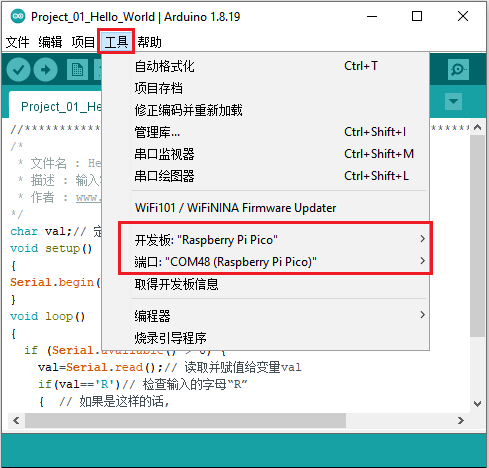 Project_01_Hello_World | Arduino 1.8.19
文件 编辑 项目 工具 帮助
自动格式化 Ctrl+T
项目存档
修正编码并重新加载
管理库... Ctrl+Shift+I
串口监视器 Ctrl+Shift+M
串口绘图器 Ctrl+Shift+L
WiFi101 / WiFiNINA Firmware Updater
开发板: "Raspberry Pi Pico"
端口: "COM48 (Raspberry Pi Pico)"
取得开发板信息
编程器
烧录引导程序
Project_01_He
//********************
/*
* 文件名 : He
* 描述 : 输入
* 作者 : www.
*/
char val;//
void setup()
{
Serial.begin(
}
void loop()
{
if (Serial.available() > 0) {
val=Serial.read();// 读取并赋值给变量val
if(val=='R')// 检查输入的字母“R”
{ // 如果是这样的话,